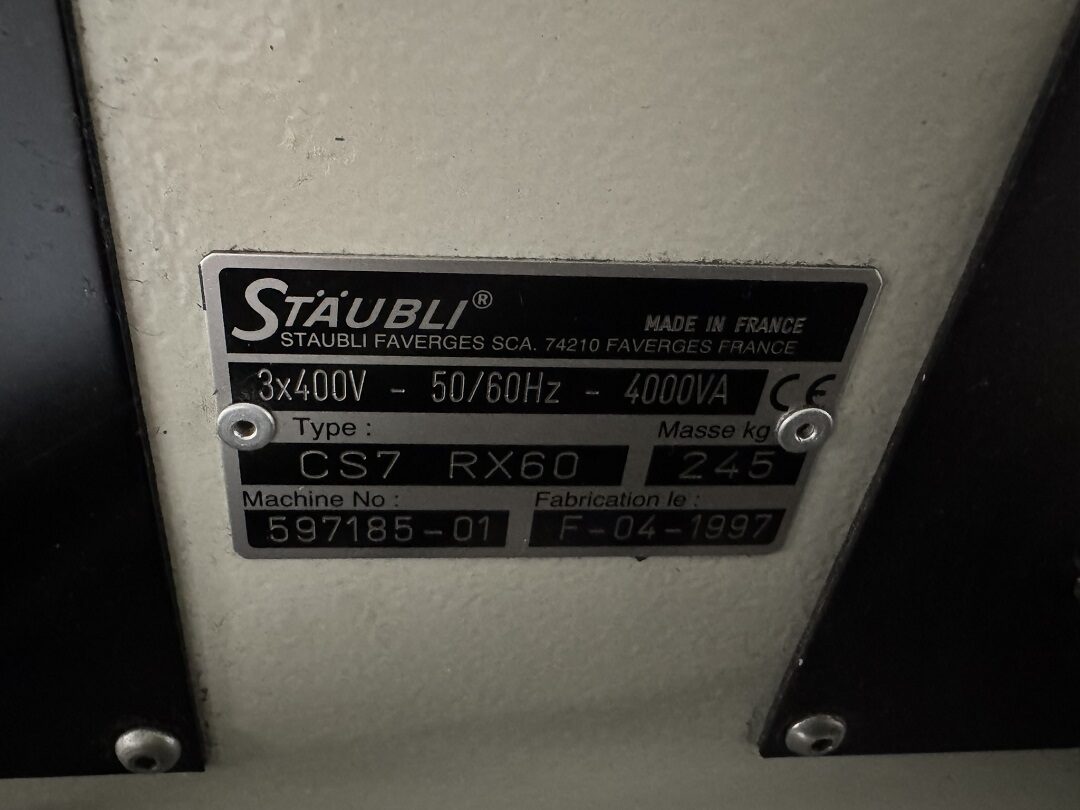 STÄUBLI®
MADE IN FRANCE
STAUBLI FAVERGES SCA. 74210 FAVERGES FRANCE
3x400V - 50/60Hz - 4000VA CE
Type : Masse kg
CS7 RX60 245
Machine No : Fabrication le :
597185-01 F-04-1997